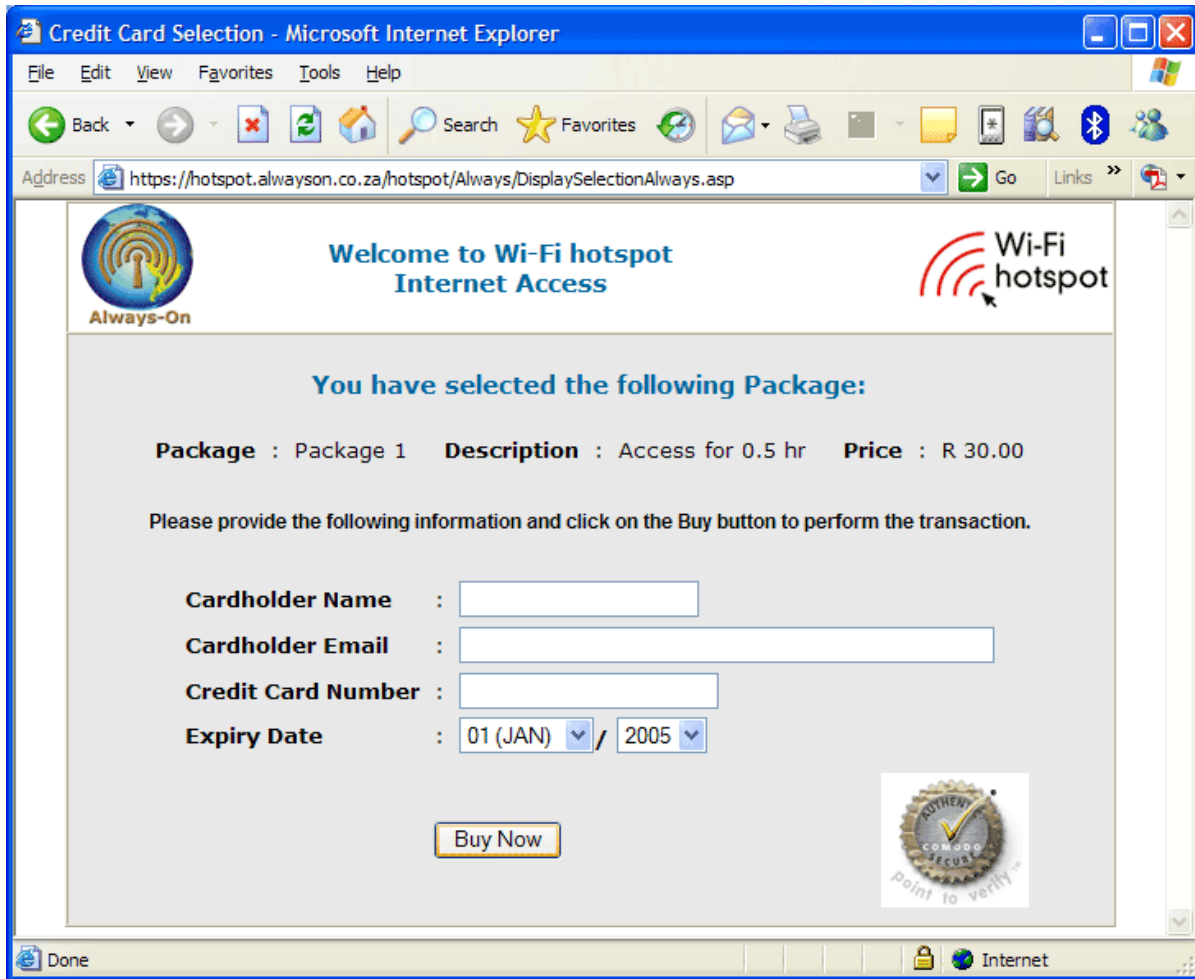 Credit Card Selection - Microsoft Internet Explorer
File Edit View Favorites Tools Help
Back Search Favorites
Address https://hotspot.alwayson.co.za/hotspot/Always/DisplaySelectionAlways.asp Go Links »
Always-On
Welcome to Wi-Fi hotspot
Internet Access
Wi-Fi
hotspot
You have selected the following Package:
Package : Package 1 Description : Access for 0.5 hr Price : R 30.00
Please provide the following information and click on the Buy button to perform the transaction.
Cardholder Name :
Cardholder Email :
Credit Card Number :
Expiry Date : 01 (JAN) / 2005
Buy Now
AUTHENTIC
COMODO
SECURE
point to verify™
Done Internet